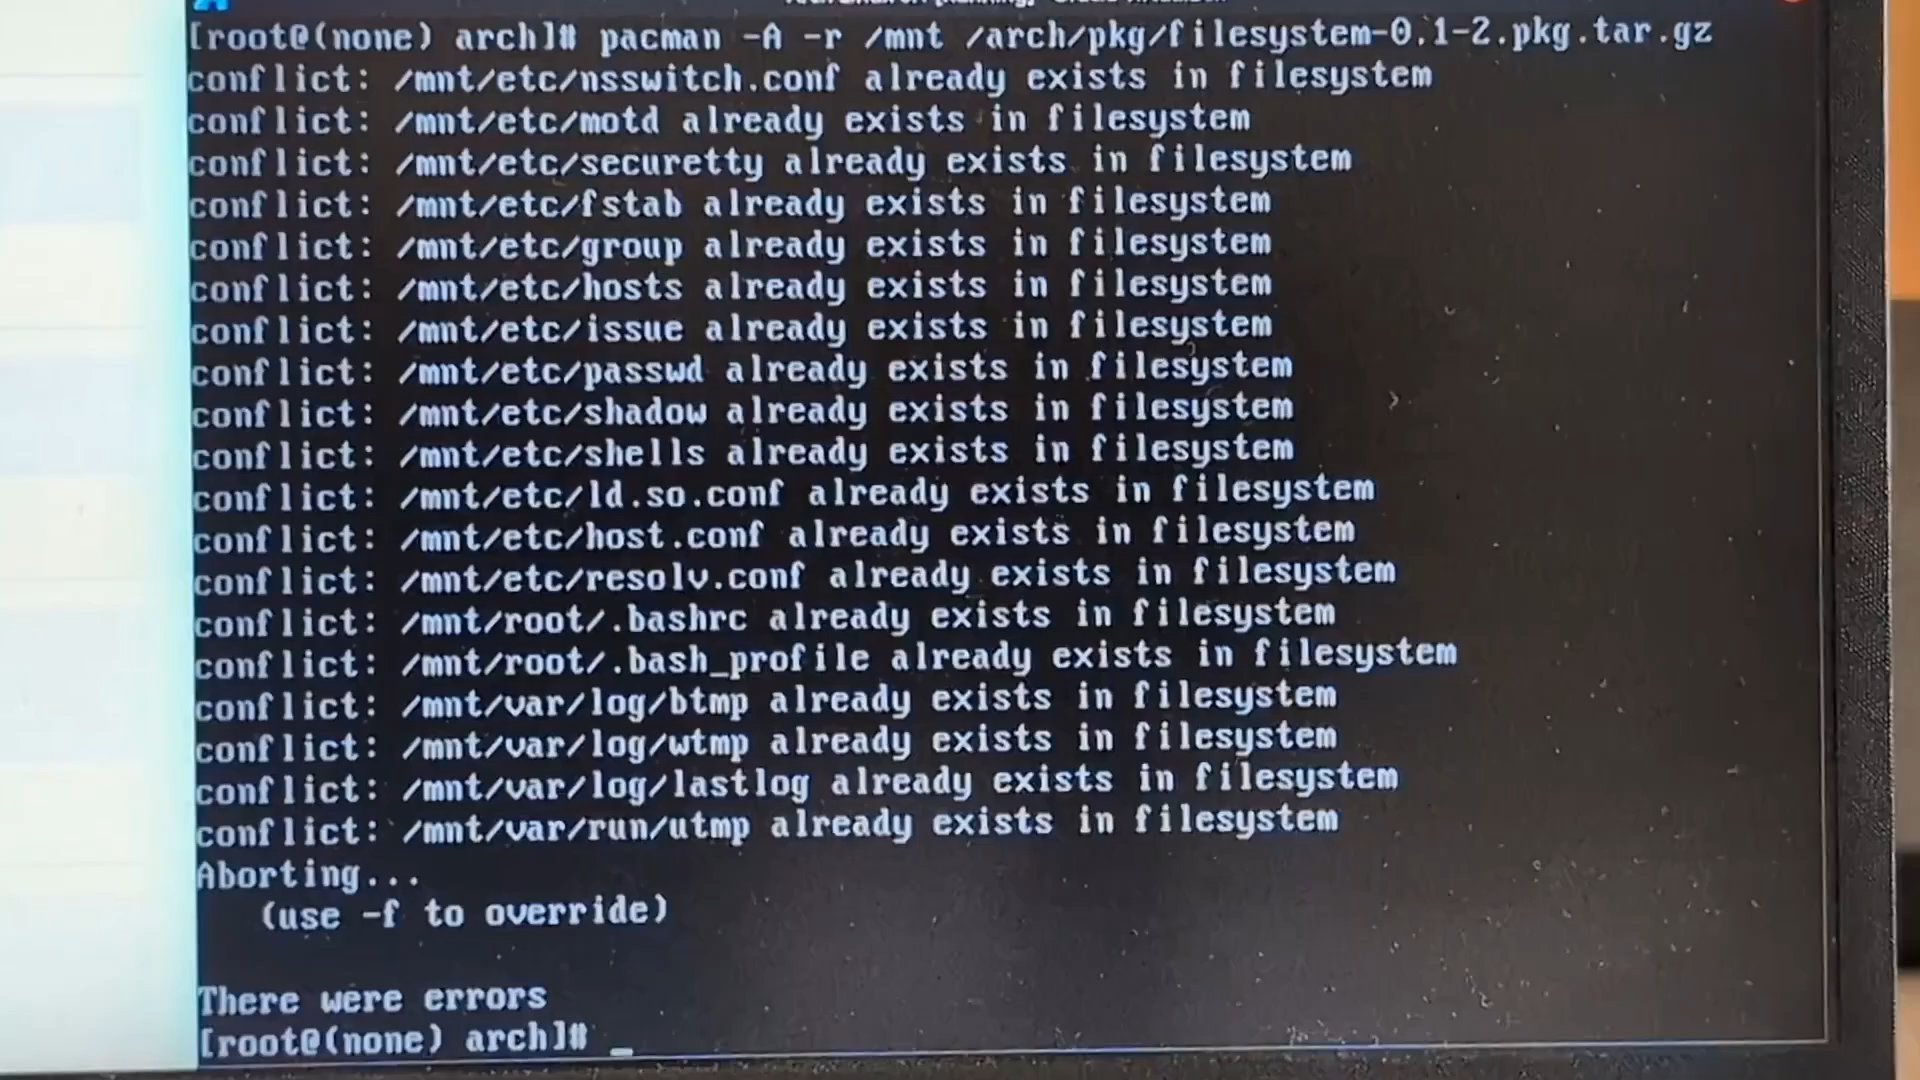 [root@(none) arch]# pacman -A -r /mnt /arch/pkg/filesystem-0.1-2.pkg.tar.gz
conflict: /mnt/etc/nsswitch.conf already exists in filesystem
conflict: /mnt/etc/motd already exists in filesystem
conflict: /mnt/etc/securetty already exists in filesystem
conflict: /mnt/etc/fstab already exists in filesystem
conflict: /mnt/etc/group already exists in filesystem
conflict: /mnt/etc/hosts already exists in filesystem
conflict: /mnt/etc/issue already exists in filesystem
conflict: /mnt/etc/passwd already exists in filesystem
conflict: /mnt/etc/shadow already exists in filesystem
conflict: /mnt/etc/shells already exists in filesystem
conflict: /mnt/etc/ld.so.conf already exists in filesystem
conflict: /mnt/etc/host.conf already exists in filesystem
conflict: /mnt/etc/resolv.conf already exists in filesystem
conflict: /mnt/root/.bashrc already exists in filesystem
conflict: /mnt/root/.bash_profile already exists in filesystem
conflict: /mnt/var/log/btmp already exists in filesystem
conflict: /mnt/var/log/wtmp already exists in filesystem
conflict: /mnt/var/log/lastlog already exists in filesystem
conflict: /mnt/var/run/utmp already exists in filesystem
Aborting...
(use -f to override)
There were errors
[root@(none) arch]# _